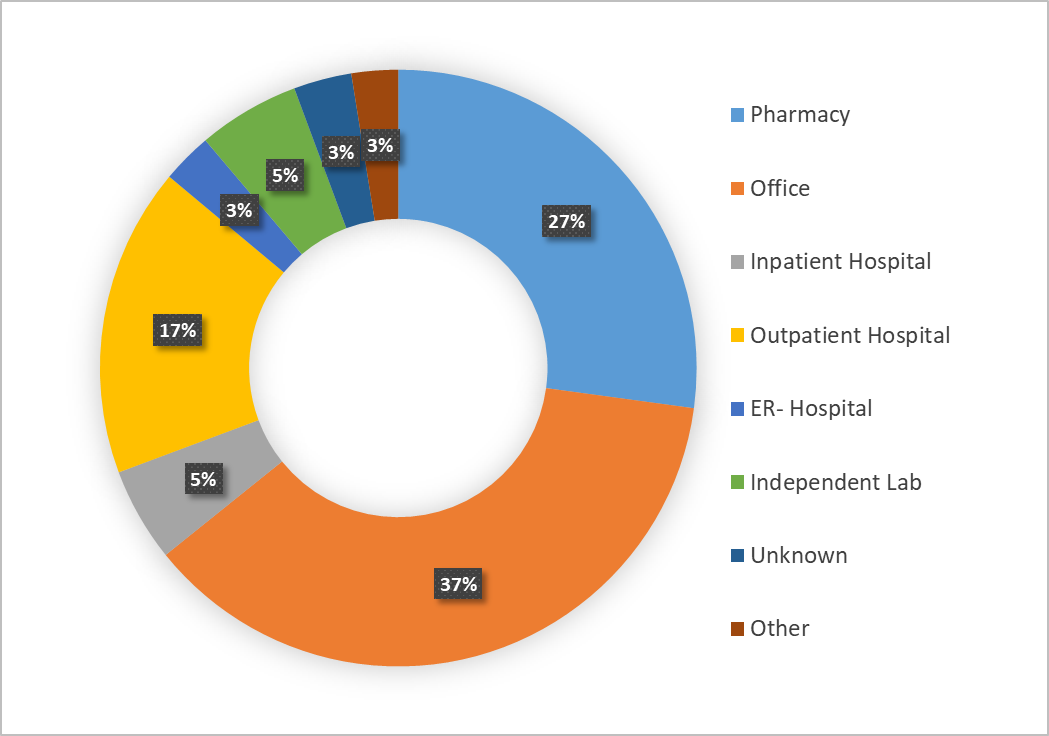 3%
3%
5%
3%
27%
17%
5%
37%
Pharmacy
Office
Inpatient Hospital
Outpatient Hospital
ER- Hospital
Independent Lab
Unknown
Other